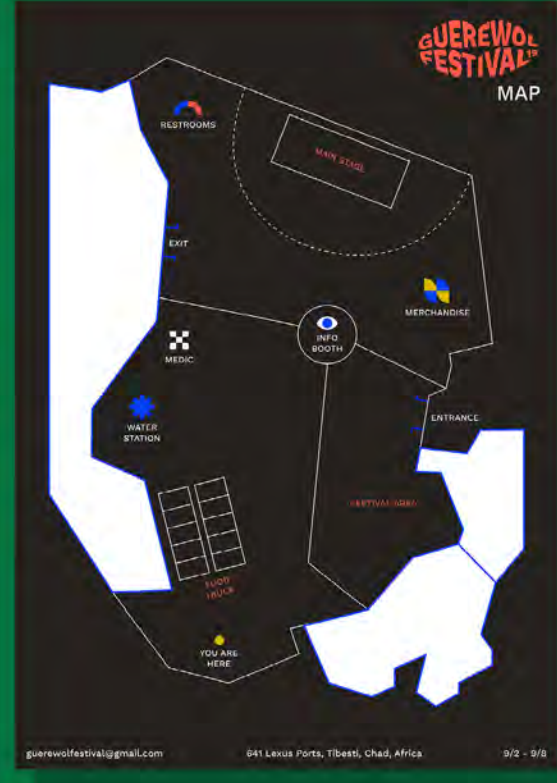 GUEREWOL
FESTIVAL'19
MAP
RESTROOMS
MAIN STAGE
EXIT
MERCHANDISE
INFO
BOOTH
MEDIC
WATER
STATION
ENTRANCE
FESTIVAL AREA
FOOD
TRUCK
YOU ARE
HERE
guerewolfestival@gmail.com
641 Lexus Ports, Tibesti, Chad, Africa
9/2 - 9/8